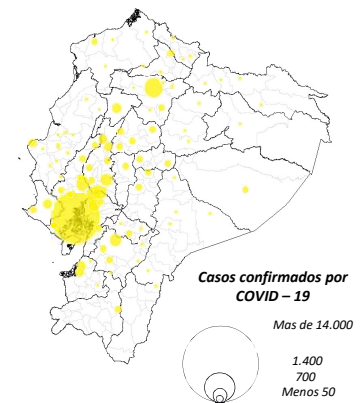 Casos confirmados por
COVID – 19
Mas de 14.000
1.400
700
Menos 50